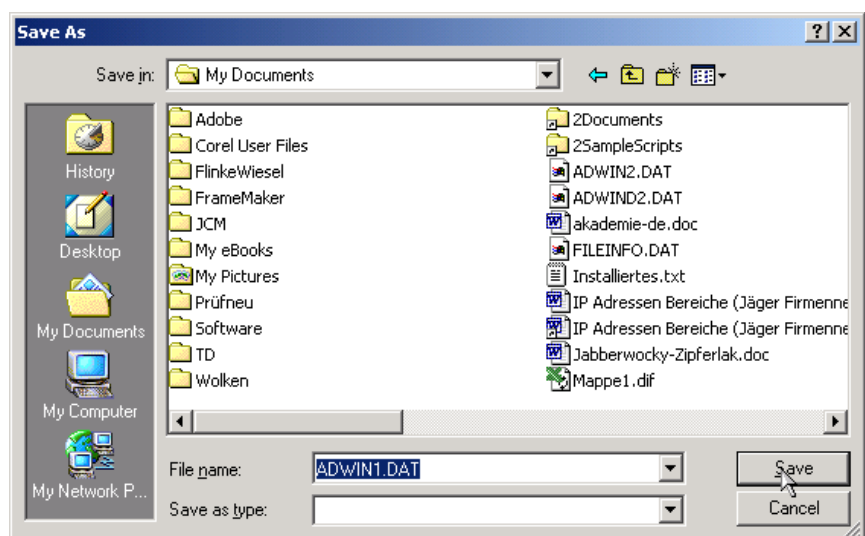 Save As
Save in: My Documents
History
Desktop
My Documents
My Computer
My Network P...
Adobe
Corel User Files
FlinkeWiesel
FrameMaker
JCM
My eBooks
My Pictures
Prüfneu
Software
TD
Wolken
2Documents
2SampleScripts
ADWIN2.DAT
ADWIND2.DAT
akademie-de.doc
FILEINFO.DAT
Installiertes.txt
IP Adressen Bereiche (Jäger Firmenne
IP Adressen Bereiche (Jäger Firmenne
Jabberwocky-Zipferlak.doc
Mappe1.dif
File name: ADWIN1.DAT
Save
Save as type:
Cancel